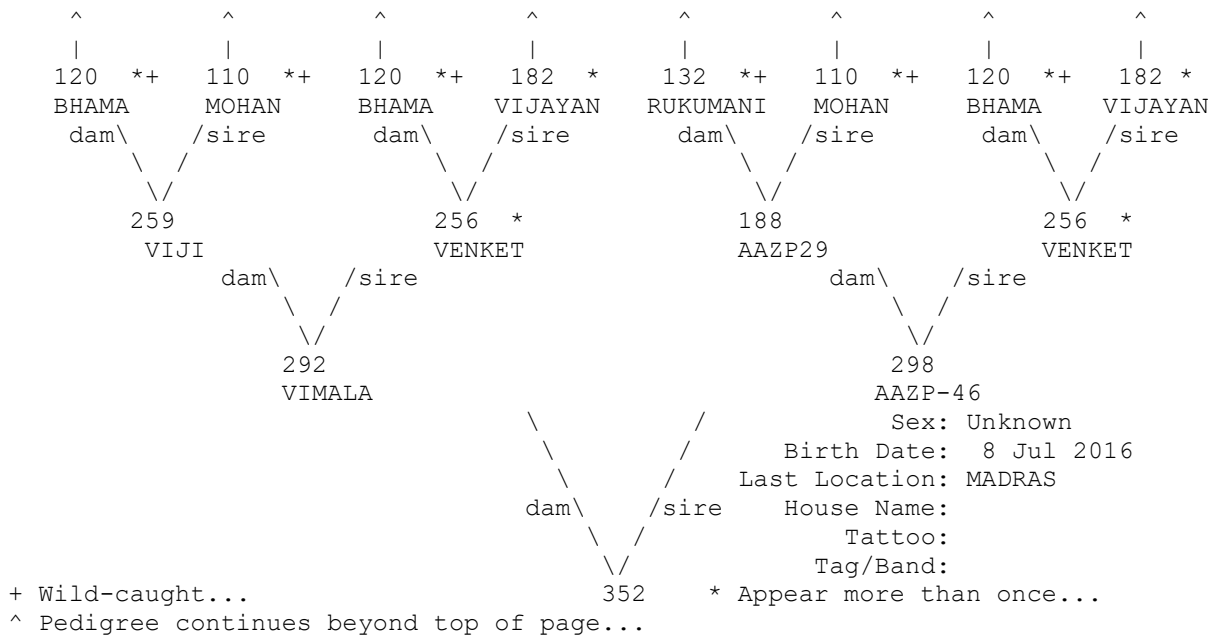 ^ ^ ^ ^ ^ ^ ^ ^
| | | | | | | |
120 *+ 110 *+ 120 *+ 182 * 132 *+ 110 *+ 120 *+ 182 *
BHAMA MOHAN BHAMA VIJAYAN RUKUMANI MOHAN BHAMA VIJAYAN
dam\ /sire dam\ /sire dam\ /sire dam\ /sire
\ / \ / \ / \ /
\/ \/ \/ \/
259 256 * 188 256 *
VIJI VENKET AAZP29 VENKET
dam\ /sire dam\ /sire
\ / \ /
\/ \/
292 298
VIMALA AAZP-46
\ / Sex: Unknown
\ / Birth Date: 8 Jul 2016
\ / Last Location: MADRAS
dam\ /sire House Name:
\ / Tattoo:
\/ Tag/Band:
+ Wild-caught... 352 * Appear more than once...
^ Pedigree continues beyond top of page...